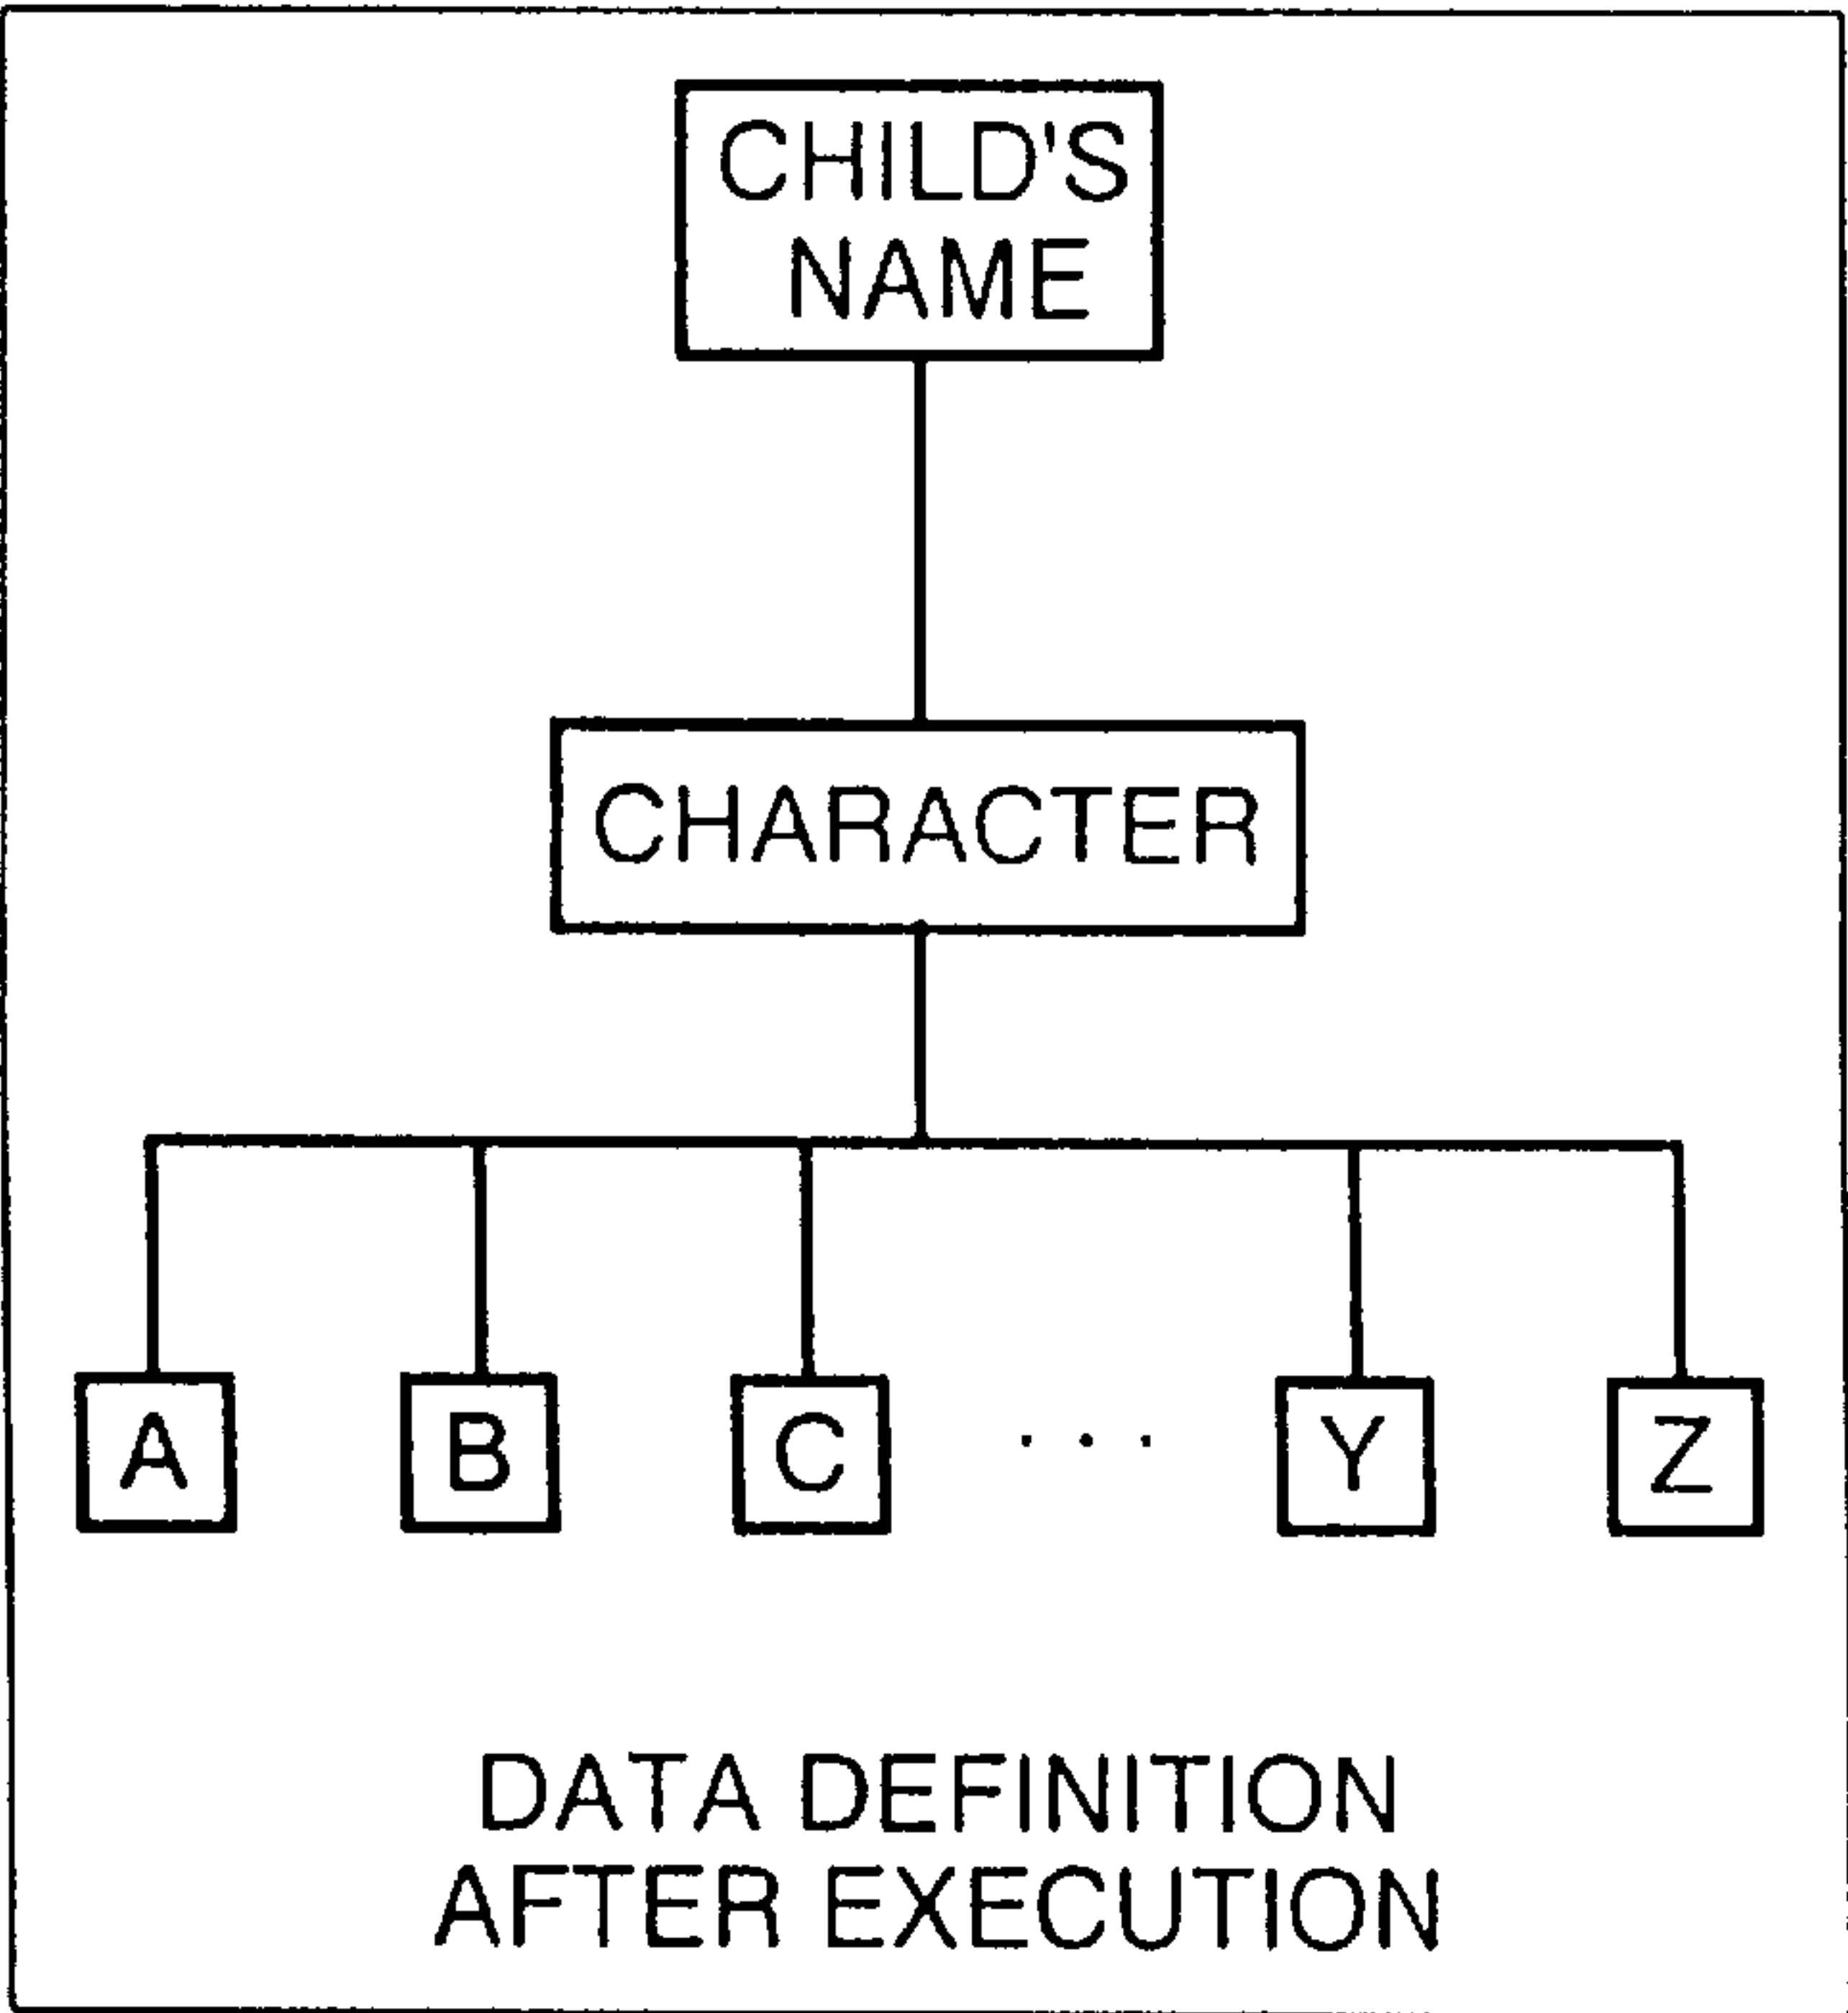 CHILD'S
NAME
CHARACTER
A B C ... Y Z
DATA DEFINITION
AFTER EXECUTION